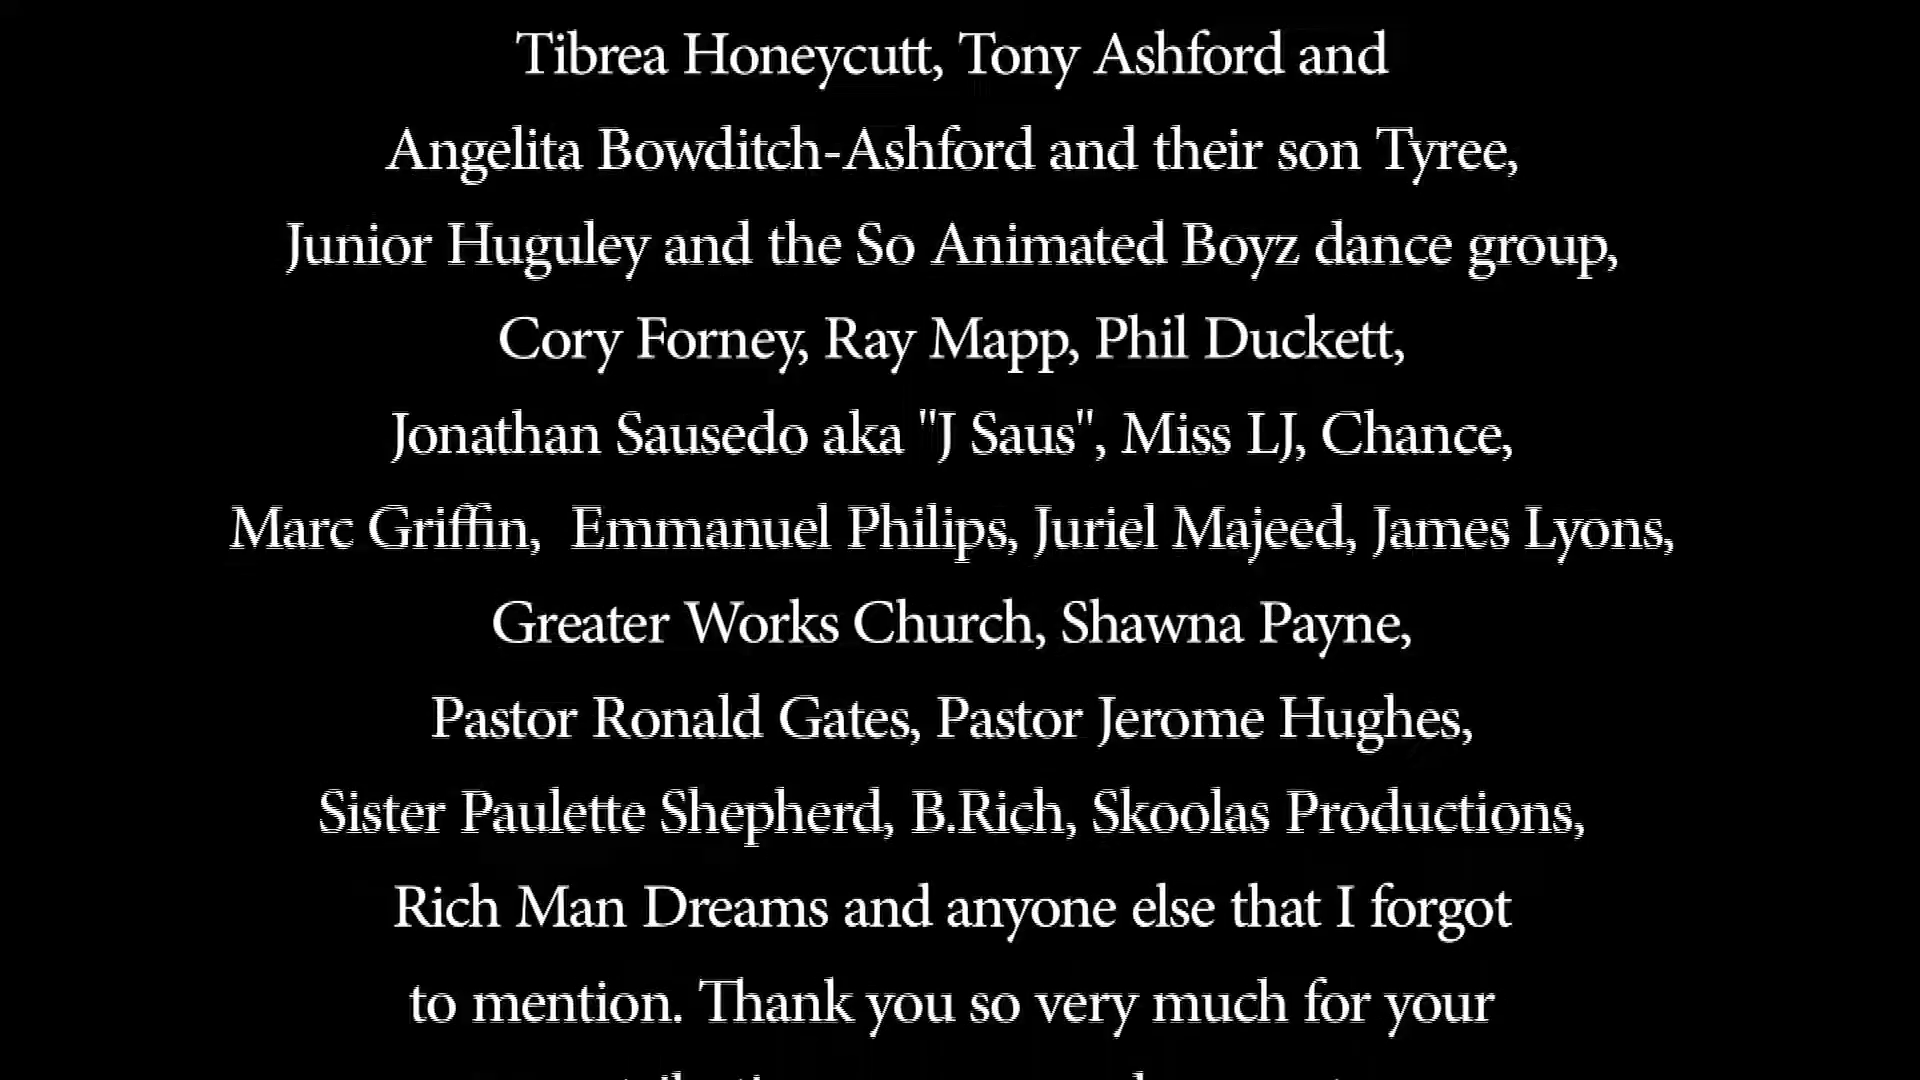 Tibrea Honeycutt, Tony Ashford and
Angelita Bowditch-Ashford and their son Tyree,
Junior Huguley and the So Animated Boyz dance group,
Cory Forney, Ray Mapp, Phil Duckett,
Jonathan Sausedo aka "J Saus", Miss LJ, Chance,
Marc Griffin,  Emmanuel Philips, Juriel Majeed, James Lyons,
Greater Works Church, Shawna Payne,
Pastor Ronald Gates, Pastor Jerome Hughes,
Sister Paulette Shepherd, B.Rich, Skoolas Productions,
Rich Man Dreams and anyone else that I forgot
to mention. Thank you so very much for your